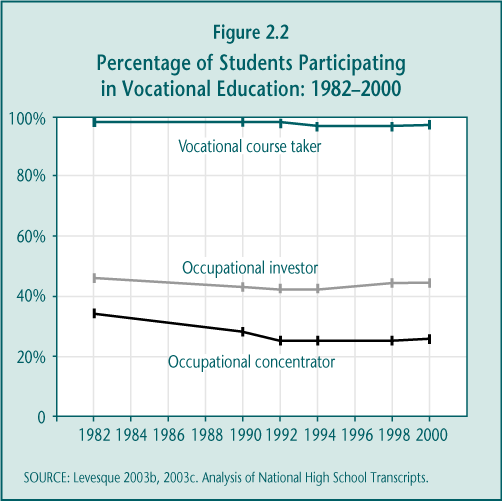 Figure 2.2
Percentage of Students Participating
in Vocational Education: 1982–2000
100%
Vocational course taker
80%
60%
Occupational investor
40%
Occupational concentrator
20%
0
1982 1984 1986 1988 1990 1992 1994 1996 1998 2000
SOURCE: Levesque 2003b, 2003c. Analysis of National High School Transcripts.